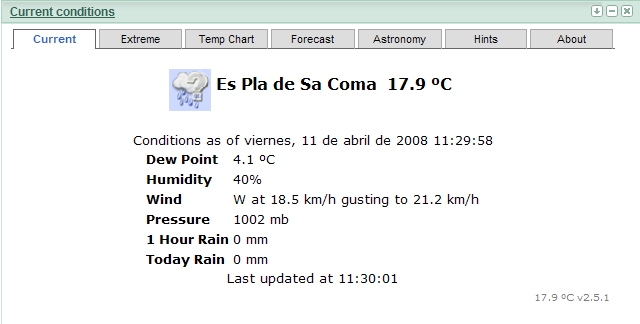 Current conditions
Current Extreme Temp Chart Forecast Astronomy Hints About
Es Pla de Sa Coma 17.9 ºC
Conditions as of viernes, 11 de abril de 2008 11:29:58
Dew Point 4.1 ºC
Humidity 40%
Wind W at 18.5 km/h gusting to 21.2 km/h
Pressure 1002 mb
1 Hour Rain 0 mm
Today Rain 0 mm
Last updated at 11:30:01
17.9 ºC v2.5.1